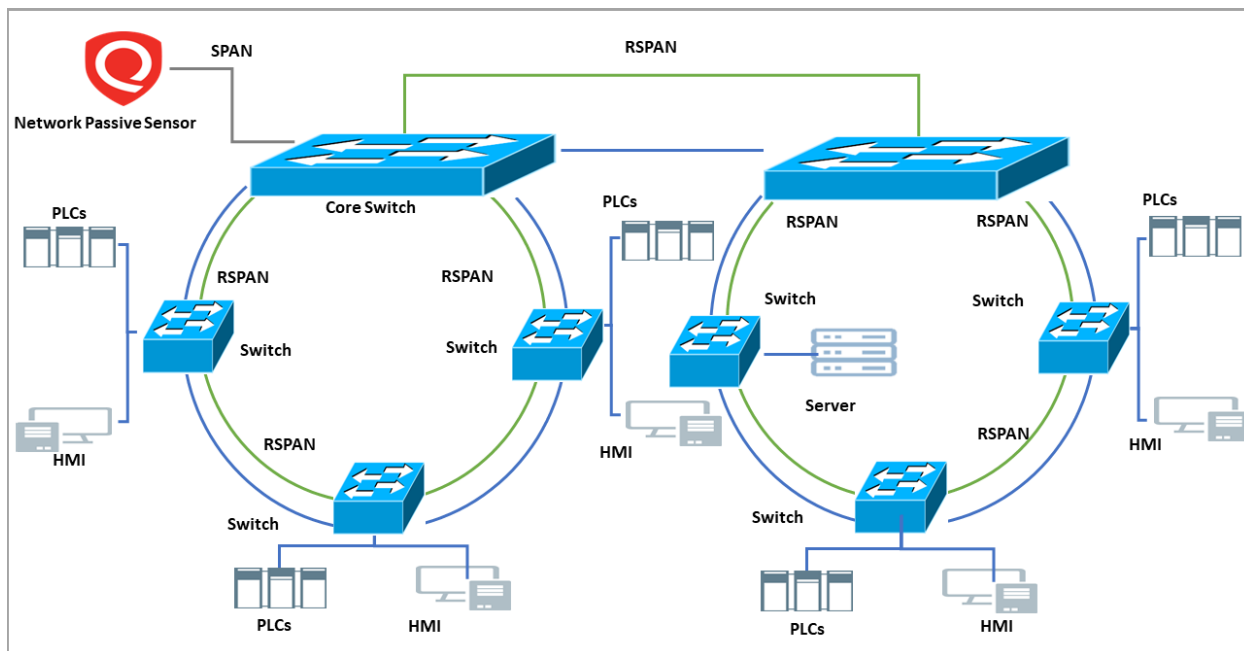 SPAN
RSPAN
Network Passive Sensor
Core Switch
PLCs
PLCs
PLCs
RSPAN
RSPAN
RSPAN
RSPAN
Switch
Switch
Switch
Switch
Server
HMI
HMI
HMI
RSPAN
RSPAN
Switch
Switch
PLCs
HMI
PLCs
HMI